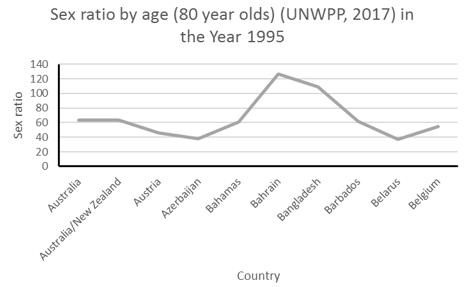 Sex ratio by age (80 year olds) (UNWPP, 2017) in
the Year 1995
140
120
100
80
60
40
20
0
Sex ratio
Australia
Australia/New Zealand
Austria
Azerbaijan
Bahamas
Bahrain
Bangladesh
Barbados
Belarus
Belgium
Country